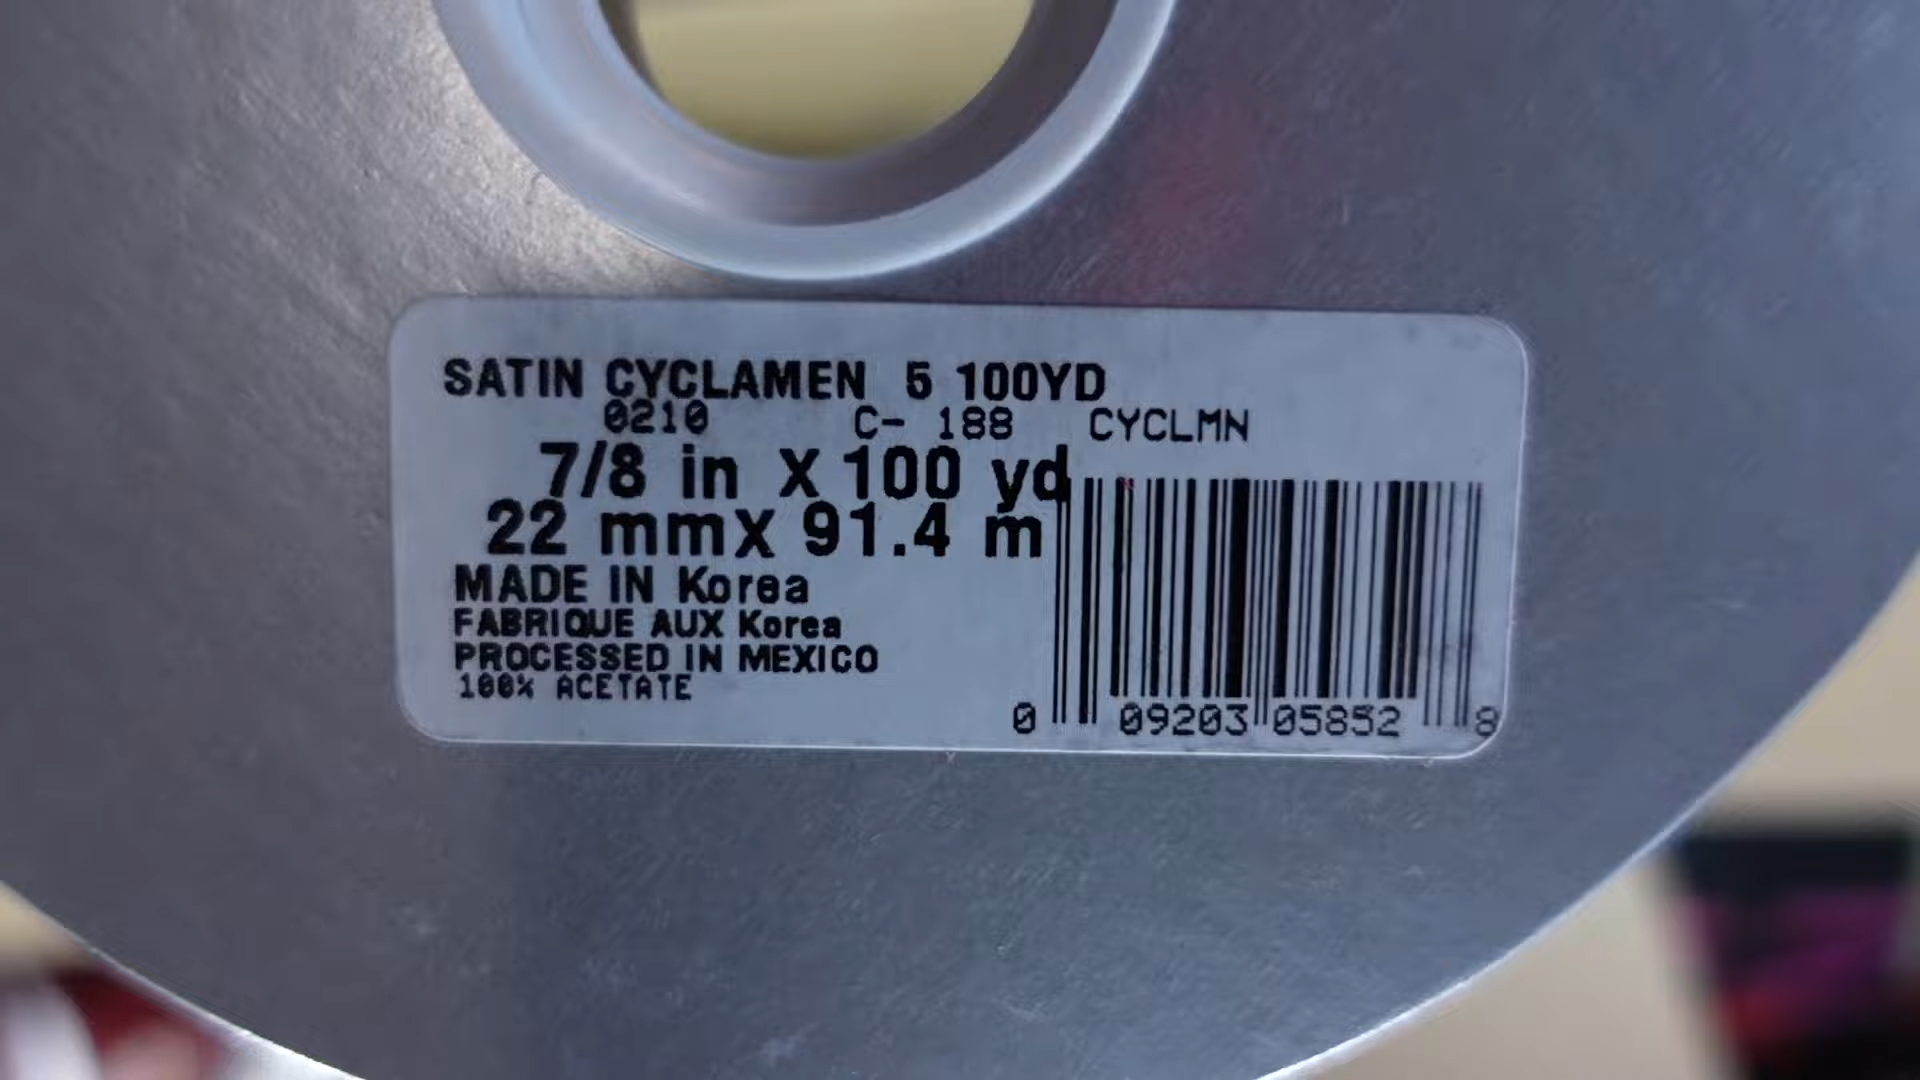 SATIN CYCLAMEN 5 100YD
0210 C- 188 CYCLMN
7/8 in X 100 yd
22 mm x 91.4 m
MADE IN Korea
FABRIQUE AUX Korea
PROCESSED IN MEXICO
100% ACETATE
0 09203 05852 8